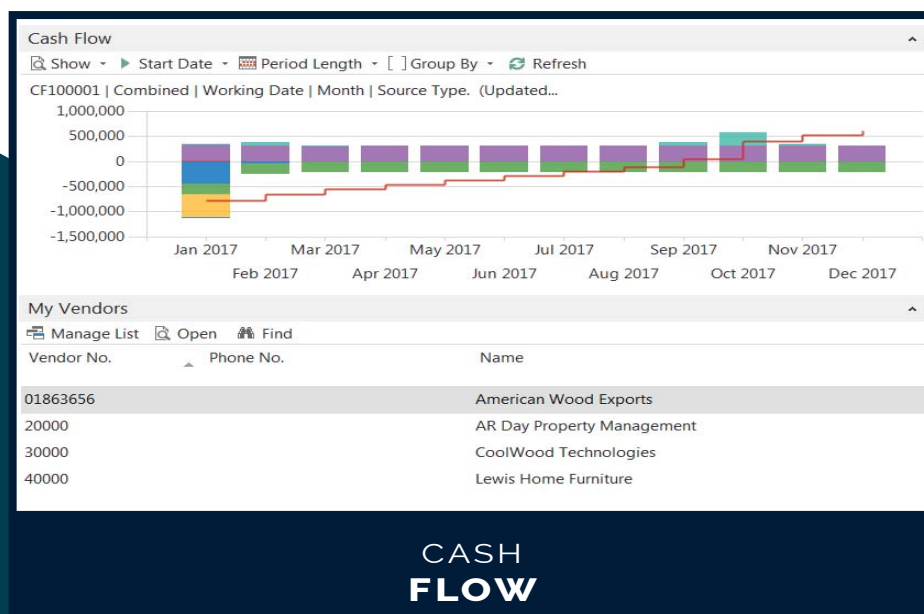 Cash Flow
Show Start Date Period Length [ ] Group By Refresh
CF100001 | Combined | Working Date | Month | Source Type. (Updated...
1,000,000
500,000
0
-500,000
-1,000,000
-1,500,000
Jan 2017 Mar 2017 May 2017 Jul 2017 Sep 2017 Nov 2017
Feb 2017 Apr 2017 Jun 2017 Aug 2017 Oct 2017 Dec 2017
My Vendors
Manage List Open Find
Vendor No. Phone No. Name
01863656 American Wood Exports
20000 AR Day Property Management
30000 CoolWood Technologies
40000 Lewis Home Furniture
CASH
FLOW